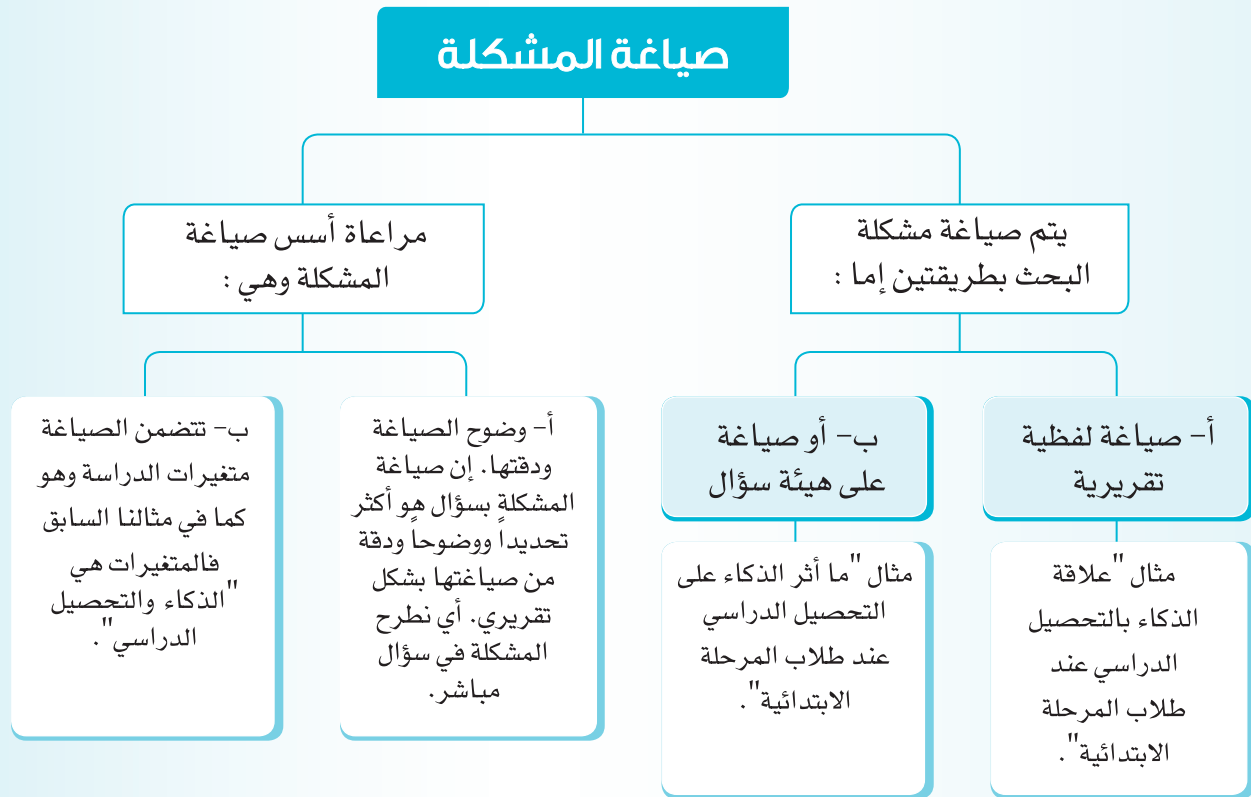 صياغة المشكلة
يتم صياغة مشكلة
البحث بطريقتين إما :
مراعاة أسس صياغة
المشكلة وهي :
أ- صياغة لفظية
تقريرية
مثال "علاقة
الذكاء بالتحصيل
الدراسي عند
طلاب المرحلة
الابتدائية".
ب- أو صياغة
على هيئة سؤال
مثال "ما أثر الذكاء على
التحصيل الدراسي
عند طلاب المرحلة
الابتدائية".
أ- وضوح الصياغة
ودقتها. إن صياغة
المشكلة بسؤال هو أكثر
تحديداً ووضوحاً ودقة
من صياغتها بشكل
تقريري. أي نطرح
المشكلة في سؤال
مباشر.
ب- تتضمن الصياغة
متغيرات الدراسة وهو
كما في مثالنا السابق
فالمتغيرات هي
"الذكاء والتحصيل
الدراسي".